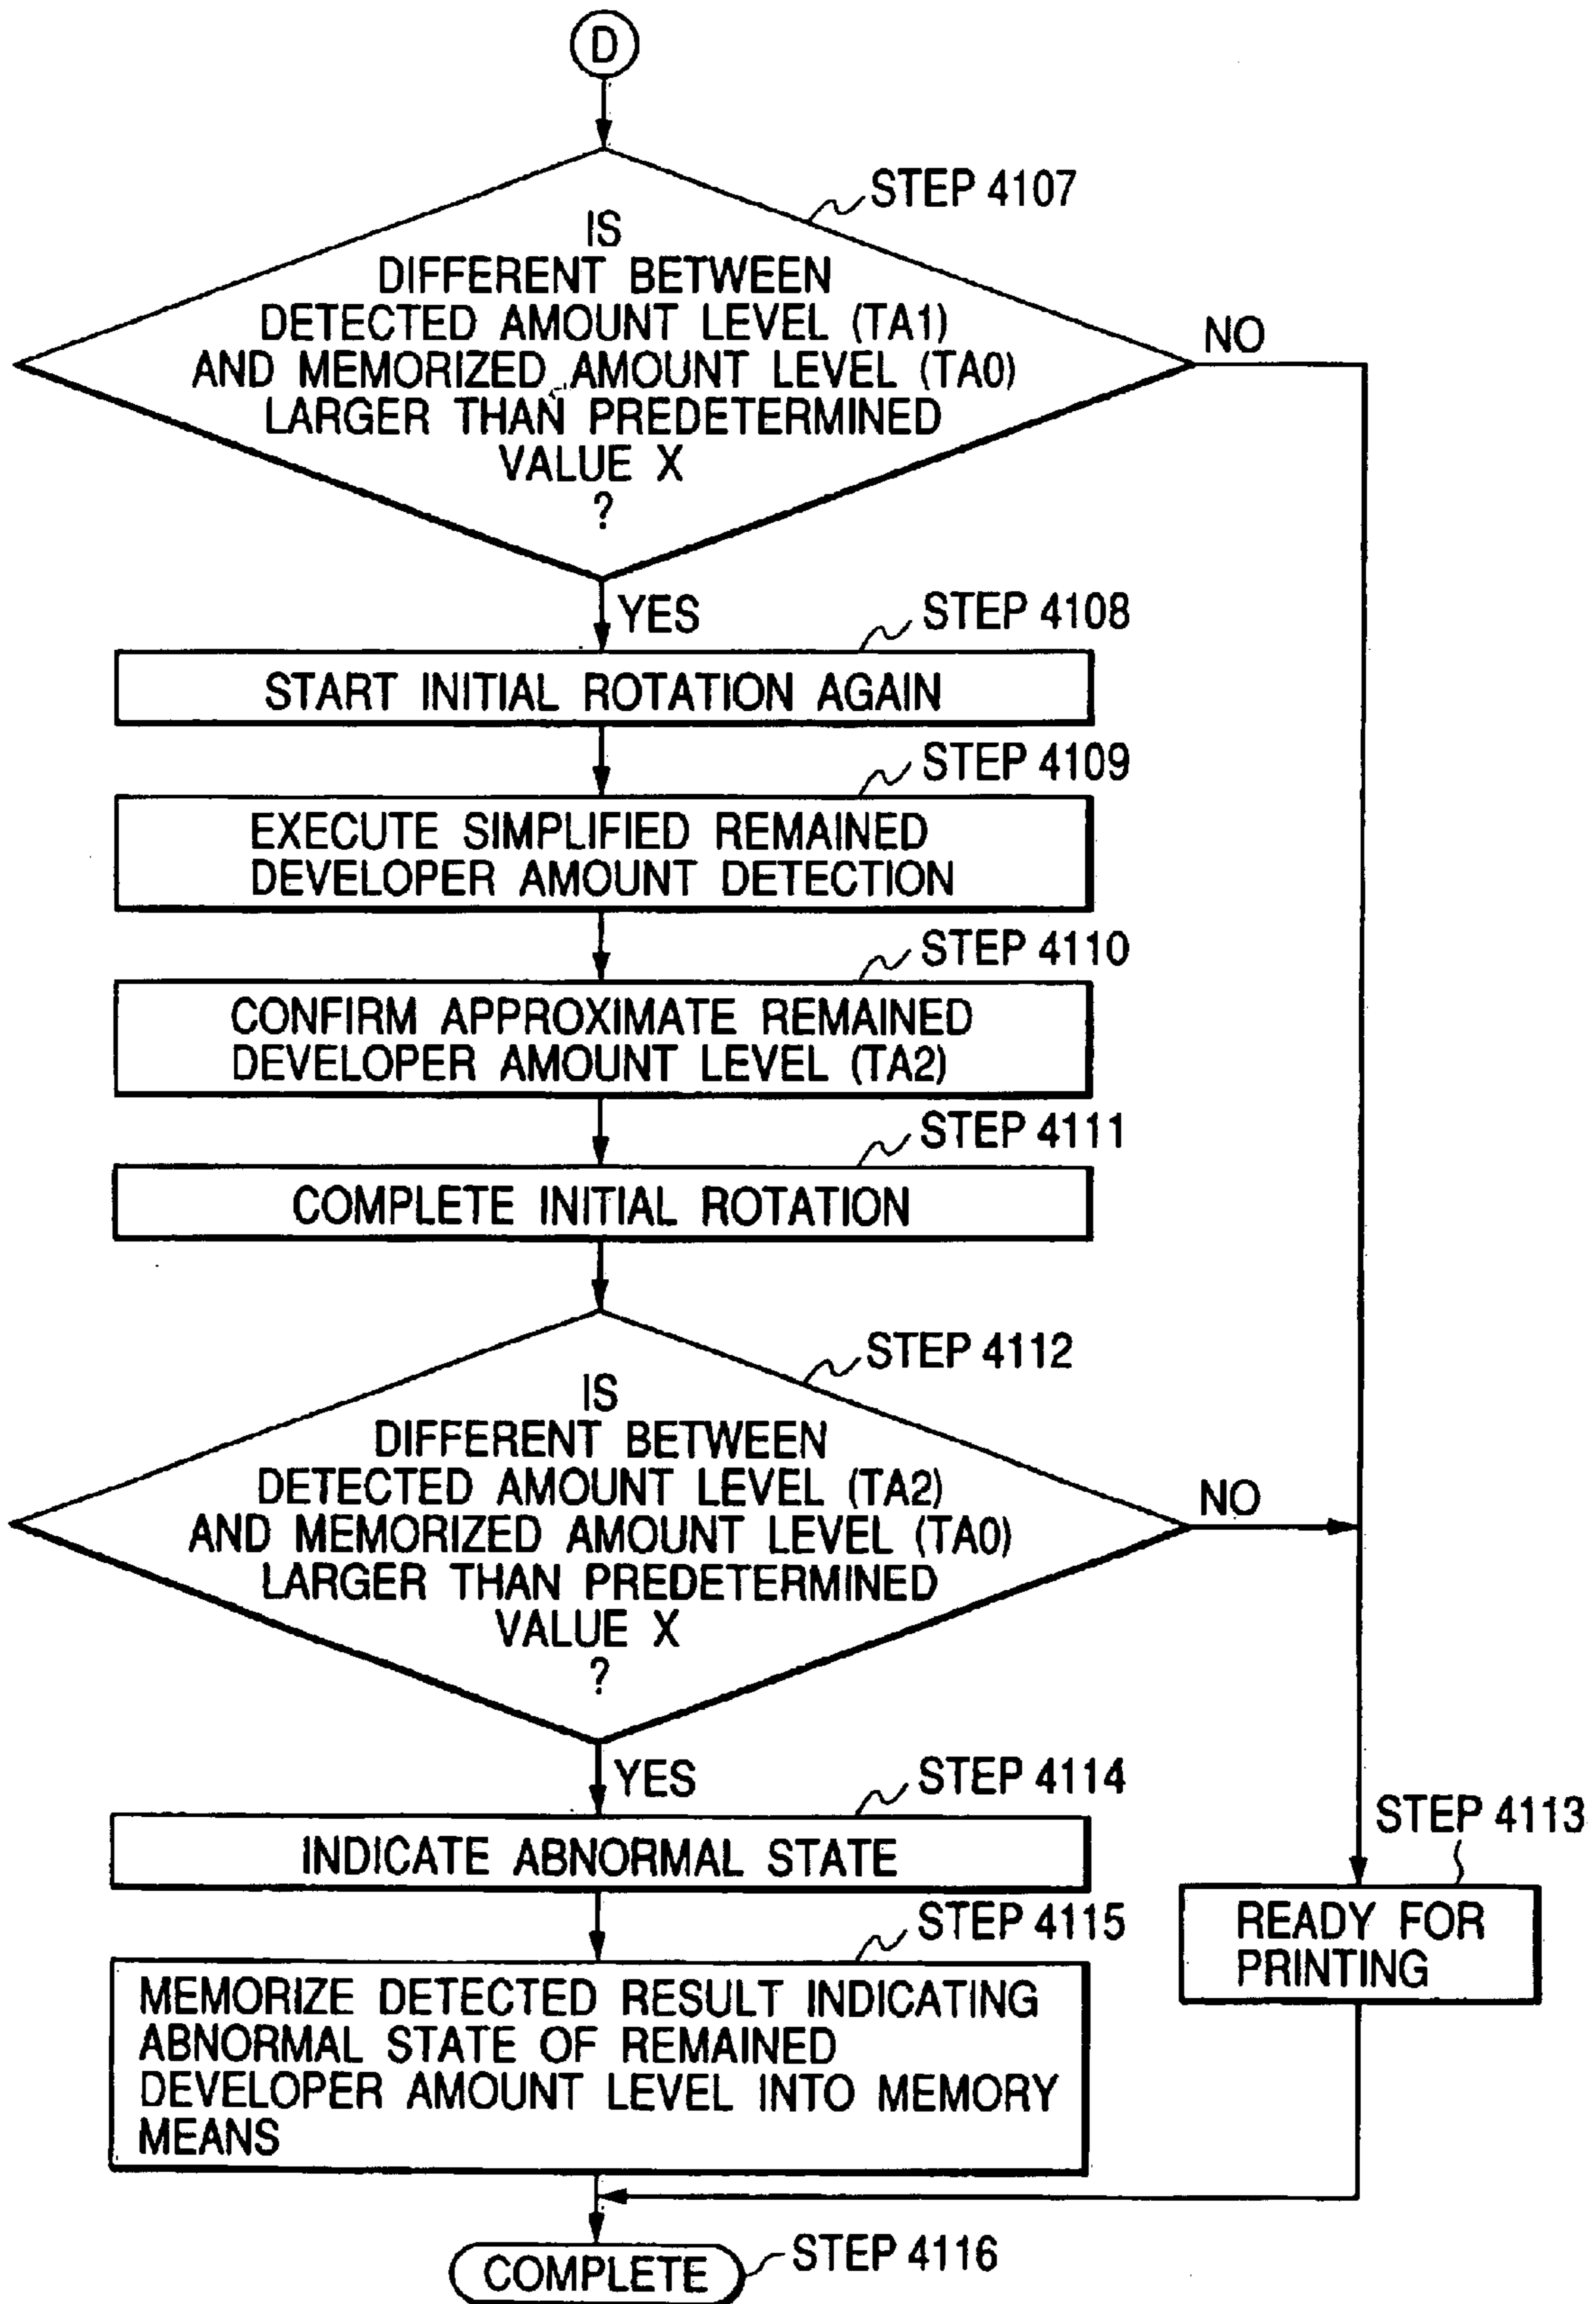 D
STEP 4107
IS
DIFFERENT BETWEEN
DETECTED AMOUNT LEVEL (TA1)
AND MEMORIZED AMOUNT LEVEL (TA0)
LARGER THAN PREDETERMINED
VALUE X
?
NO
YES
STEP 4108
START INITIAL ROTATION AGAIN
STEP 4109
EXECUTE SIMPLIFIED REMAINED
DEVELOPER AMOUNT DETECTION
STEP 4110
CONFIRM APPROXIMATE REMAINED
DEVELOPER AMOUNT LEVEL (TA2)
STEP 4111
COMPLETE INITIAL ROTATION
STEP 4112
IS
DIFFERENT BETWEEN
DETECTED AMOUNT LEVEL (TA2)
AND MEMORIZED AMOUNT LEVEL (TA0)
LARGER THAN PREDETERMINED
VALUE X
?
NO
YES
STEP 4114
INDICATE ABNORMAL STATE
STEP 4113
READY FOR
PRINTING
STEP 4115
MEMORIZE DETECTED RESULT INDICATING
ABNORMAL STATE OF REMAINED
DEVELOPER AMOUNT LEVEL INTO MEMORY
MEANS
COMPLETE
STEP 4116